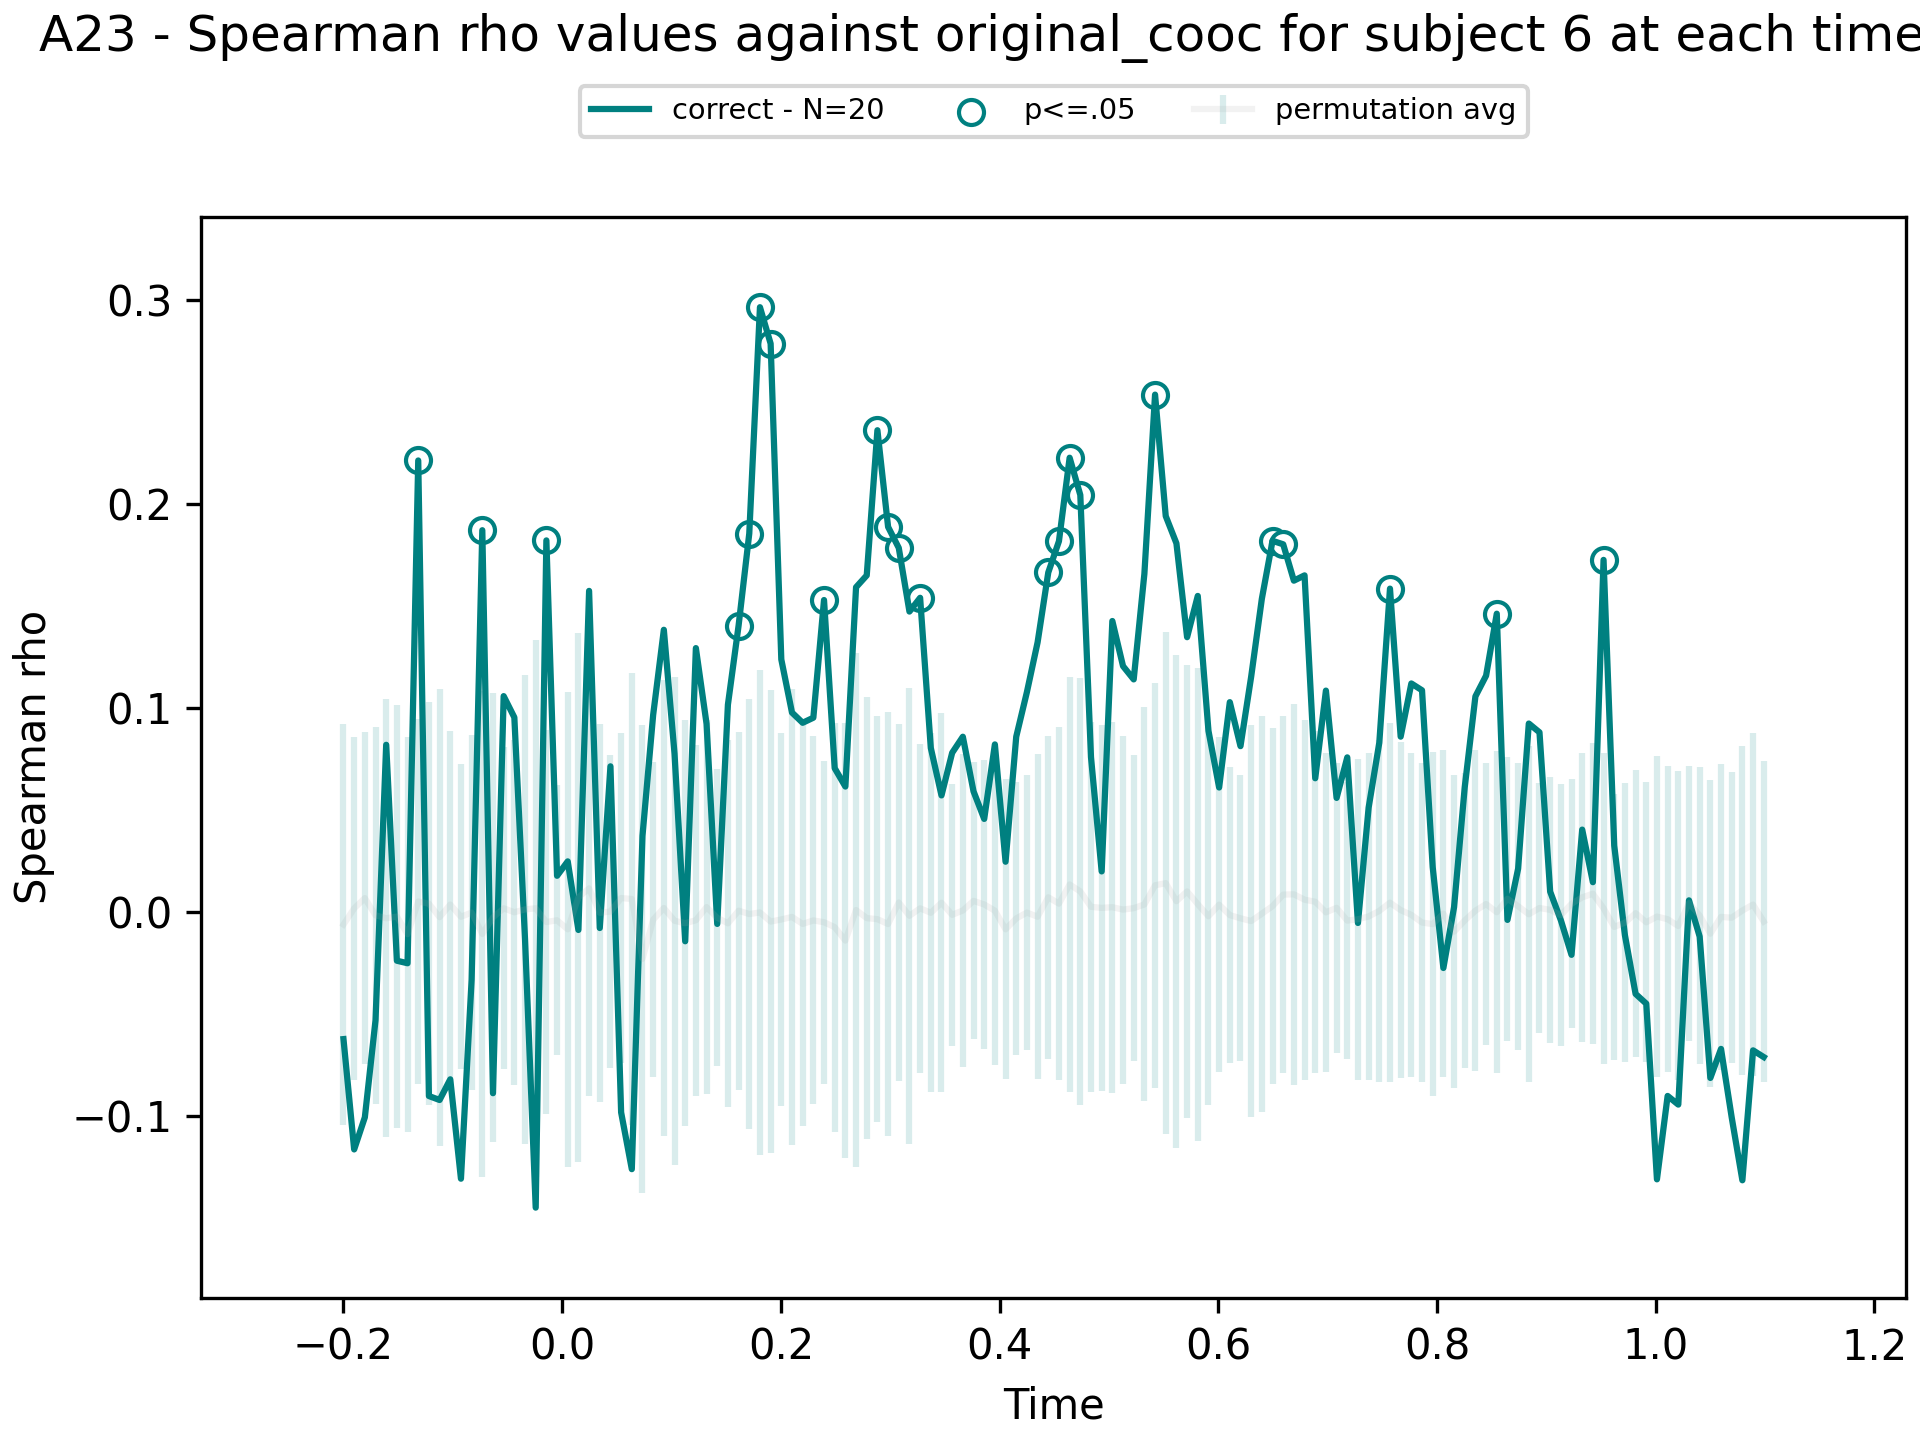 A23 - Spearman rho values against original_cooc for subject 6 at each time
correct - N=20 p<=.05 permutation avg
0.3
0.2
0.1
0.0
−0.1
Spearman rho
−0.2 0.0 0.2 0.4 0.6 0.8 1.0 1.2
Time